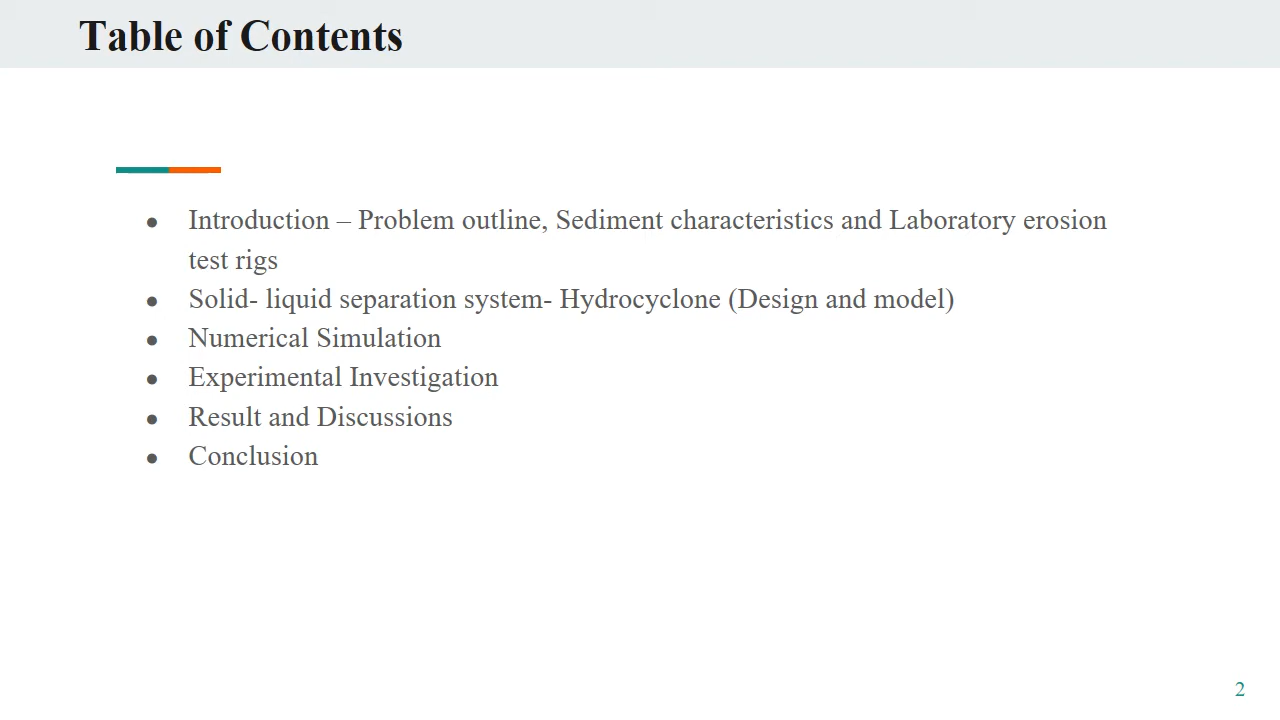 Table of Contents
● Introduction – Problem outline, Sediment characteristics and Laboratory erosion
test rigs
● Solid- liquid separation system- Hydrocyclone (Design and model)
● Numerical Simulation
● Experimental Investigation
● Result and Discussions
● Conclusion
2